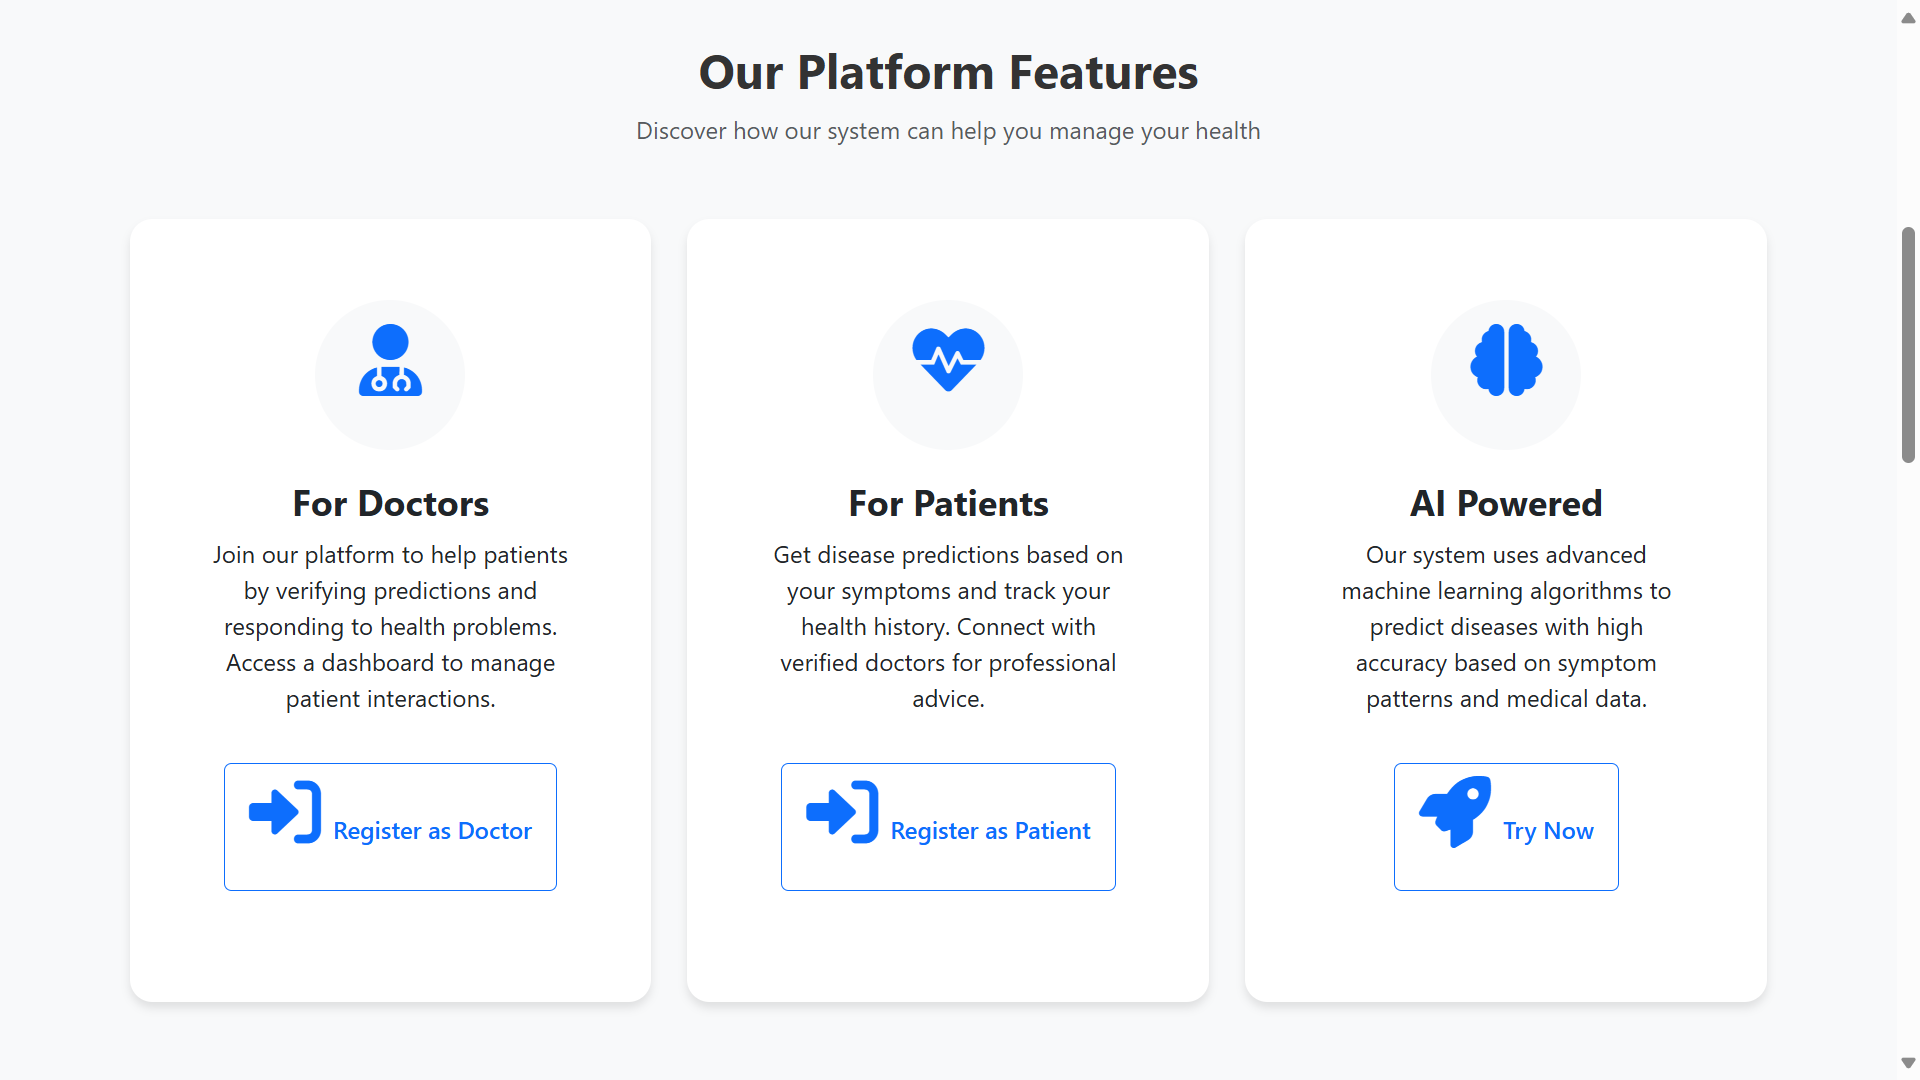 Our Platform Features
Discover how our system can help you manage your health
For Doctors
Join our platform to help patients
by verifying predictions and
responding to health problems.
Access a dashboard to manage
patient interactions.
Register as Doctor
For Patients
Get disease predictions based on
your symptoms and track your
health history. Connect with
verified doctors for professional
advice.
Register as Patient
AI Powered
Our system uses advanced
machine learning algorithms to
predict diseases with high
accuracy based on symptom
patterns and medical data.
Try Now